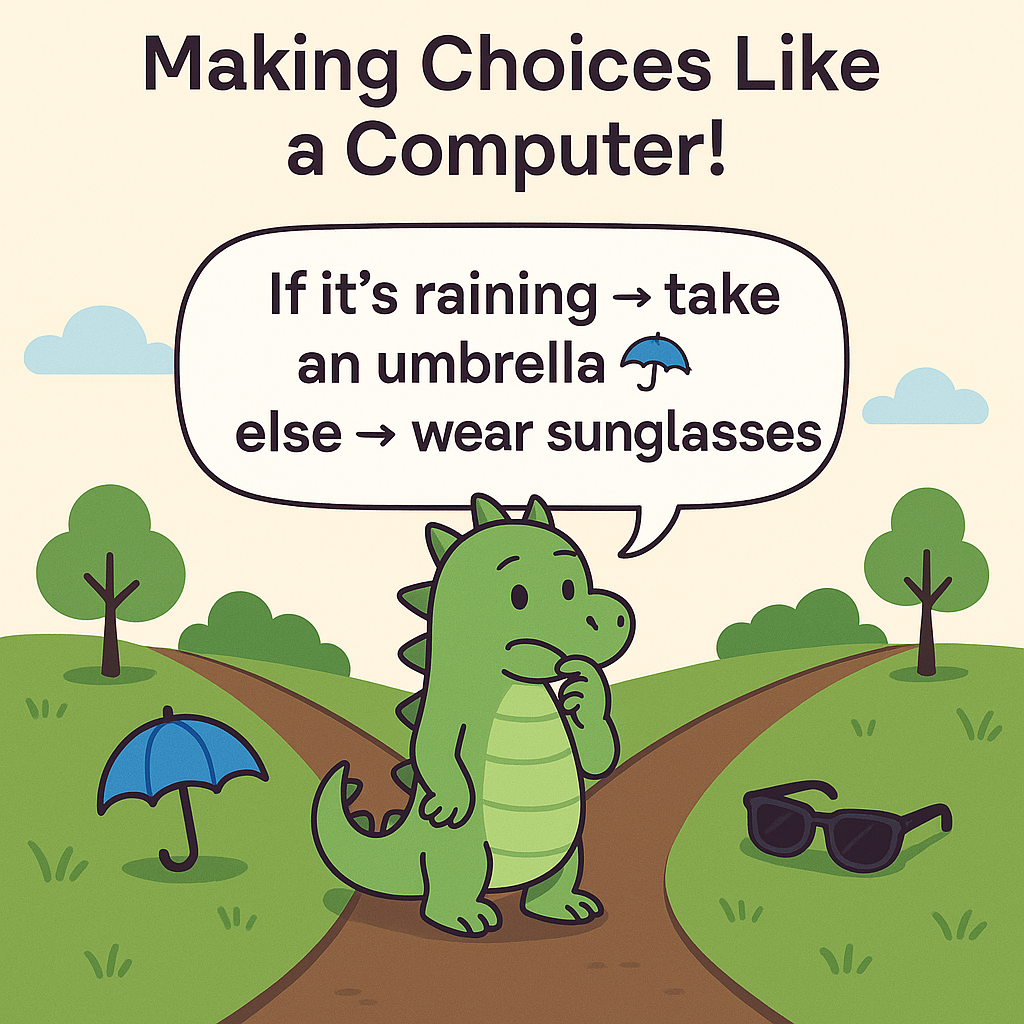 Making Choices Like
a Computer!
If it’s raining → take
an umbrella
else → wear sunglasses